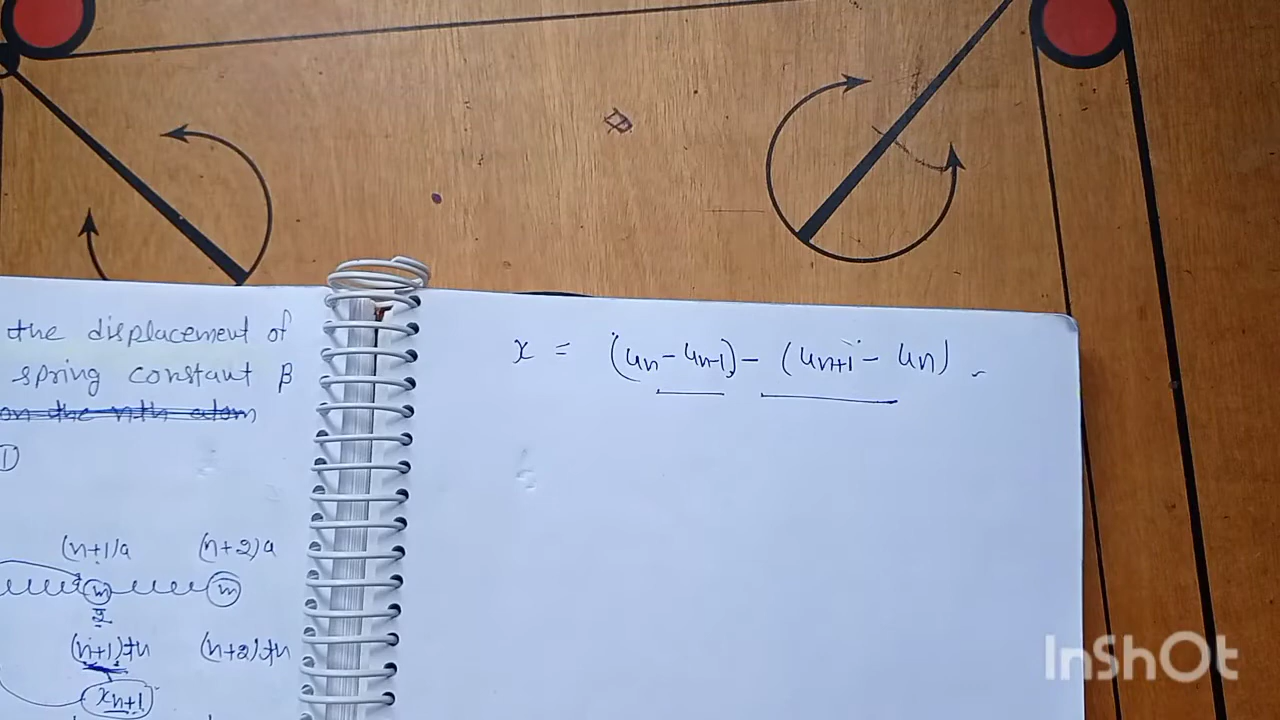 the displacement of
spring constant β
on the nth atom
①
(n+1)a (n+2)a
m m
(n+1)th (n+2)th
xn+1
x = (un - un-1) - (un+1 - un)
InShOt